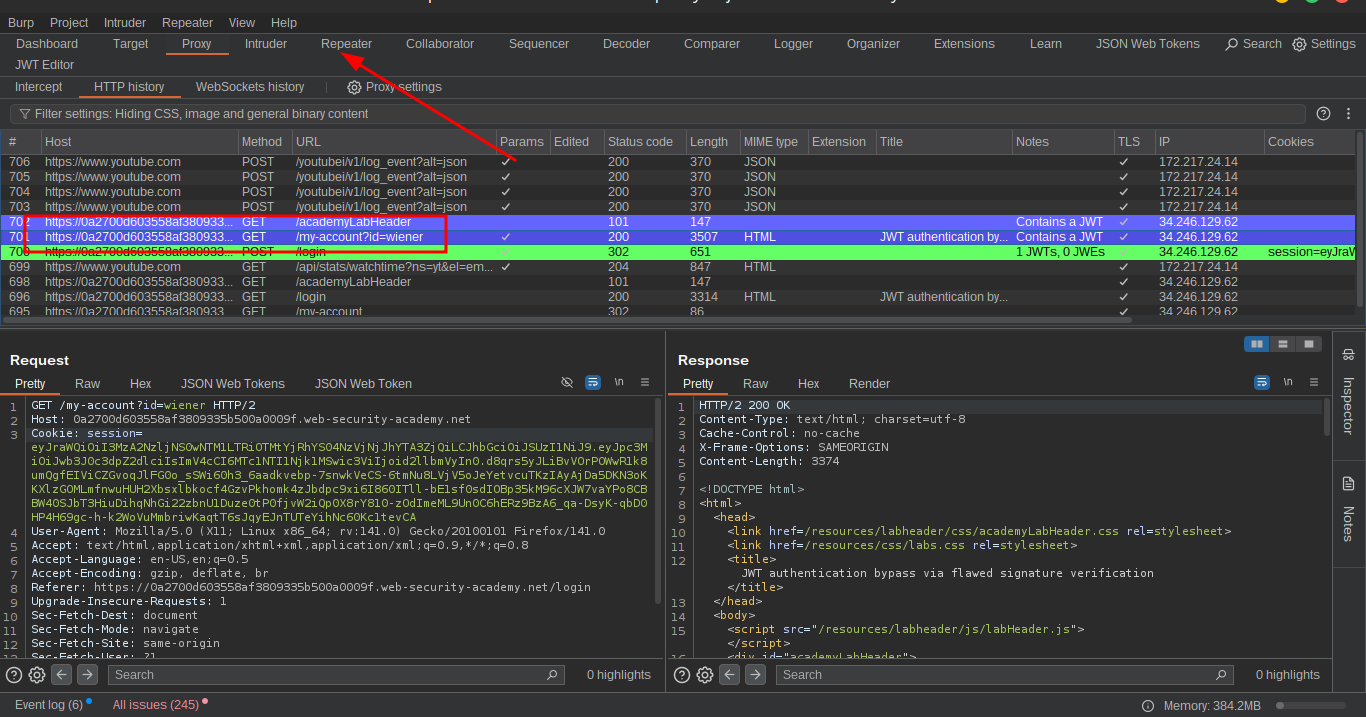 Burp Project Intruder Repeater View Help
Dashboard Target Proxy Intruder Repeater Collaborator Sequencer Decoder Comparer Logger Organizer Extensions Learn JSON Web Tokens Search Settings
JWT Editor
Intercept HTTP history WebSockets history Proxy settings
Filter settings: Hiding CSS, image and general binary content
# Host Method URL Params Edited Status code Length MIME type Extension Title Notes TLS IP Cookies
706 https://www.youtube.com POST /youtubei/v1/log_event?alt=json ✓ 200 370 JSON ✓ 172.217.24.14
705 https://www.youtube.com POST /youtubei/v1/log_event?alt=json ✓ 200 370 JSON ✓ 172.217.24.14
704 https://www.youtube.com POST /youtubei/v1/log_event?alt=json ✓ 200 370 JSON ✓ 172.217.24.14
703 https://www.youtube.com POST /youtubei/v1/log_event?alt=json ✓ 200 370 JSON ✓ 172.217.24.14
702 https://0a2700d603558af380933... GET /academyLabHeader 101 147 Contains a JWT ✓ 34.246.129.62
701 https://0a2700d603558af380933... GET /my-account?id=wiener ✓ 200 3507 HTML JWT authentication by... Contains a JWT ✓ 34.246.129.62
700 https://0a2700d603558af380933... POST /login 302 651 1 JWTs, 0 JWEs ✓ 34.246.129.62 session=eyJraW
699 https://www.youtube.com GET /api/stats/watchtime?ns=yt&el=em... ✓ 204 847 HTML ✓ 172.217.24.14
698 https://0a2700d603558af380933... GET /academyLabHeader 101 147 ✓ 34.246.129.62
696 https://0a2700d603558af380933... GET /login 200 3314 HTML JWT authentication by... ✓ 34.246.129.62
695 https://0a2700d603558af380933... GET /my-account 302 86 ✓ 34.246.129.62
Request
Pretty Raw Hex JSON Web Tokens JSON Web Token \n
1 GET /my-account?id=wiener HTTP/2
2 Host: 0a2700d603558af3809335b500a0009f.web-security-academy.net
3 Cookie: session=
4 User-Agent: Mozilla/5.0 (X11; Linux x86_64; rv:141.0) Gecko/20100101 Firefox/141.0
5 Accept: text/html,application/xhtml+xml,application/xml;q=0.9,*/*;q=0.8
6 Accept-Language: en-US,en;q=0.5
7 Accept-Encoding: gzip, deflate, br
8 Referer: https://0a2700d603558af3809335b500a0009f.web-security-academy.net/login
9 Upgrade-Insecure-Requests: 1
10 Sec-Fetch-Dest: document
11 Sec-Fetch-Mode: navigate
12 Sec-Fetch-Site: same-origin
Sec-Fetch-User: ?1
Search 0 highlights
Response
Pretty Raw Hex Render \n
1 HTTP/2 200 OK
2 Content-Type: text/html; charset=utf-8
3 Cache-Control: no-cache
4 X-Frame-Options: SAMEORIGIN
5 Content-Length: 3374
6
7 <!DOCTYPE html>
8 <html>
9 <head>
10 <link href=/resources/labheader/css/academyLabHeader.css rel=stylesheet>
11 <link href=/resources/css/labs.css rel=stylesheet>
12 <title>
JWT authentication bypass via flawed signature verification
</title>
13 </head>
14 <body>
15 <script src="/resources/labheader/js/labHeader.js">
</script>
16 <div id="academyLabHeader">
Search 0 highlights
Inspector
Notes
Event log (6) All issues (245) Memory: 384.2MB